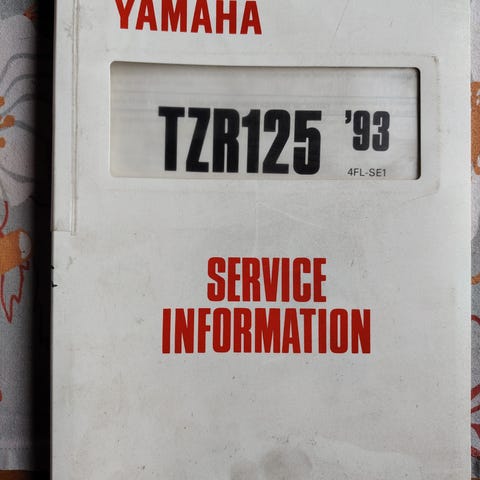 YAMAHA
TZR125 '93
4FL-SE1
SERVICE
INFORMATION